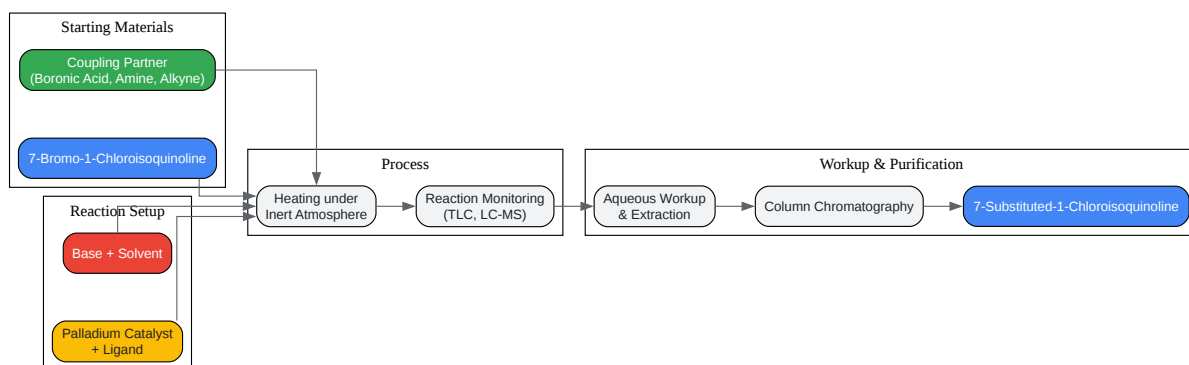 Starting Materials
Coupling Partner
(Boronic Acid, Amine, Alkyne)
7-Bromo-1-Chloroisoquinoline
Reaction Setup
Base + Solvent
Palladium Catalyst
+ Ligand
Process
Heating under
Inert Atmosphere
Reaction Monitoring
(TLC, LC-MS)
Workup & Purification
Aqueous Workup
& Extraction
Column Chromatography
7-Substituted-1-Chloroisoquinoline